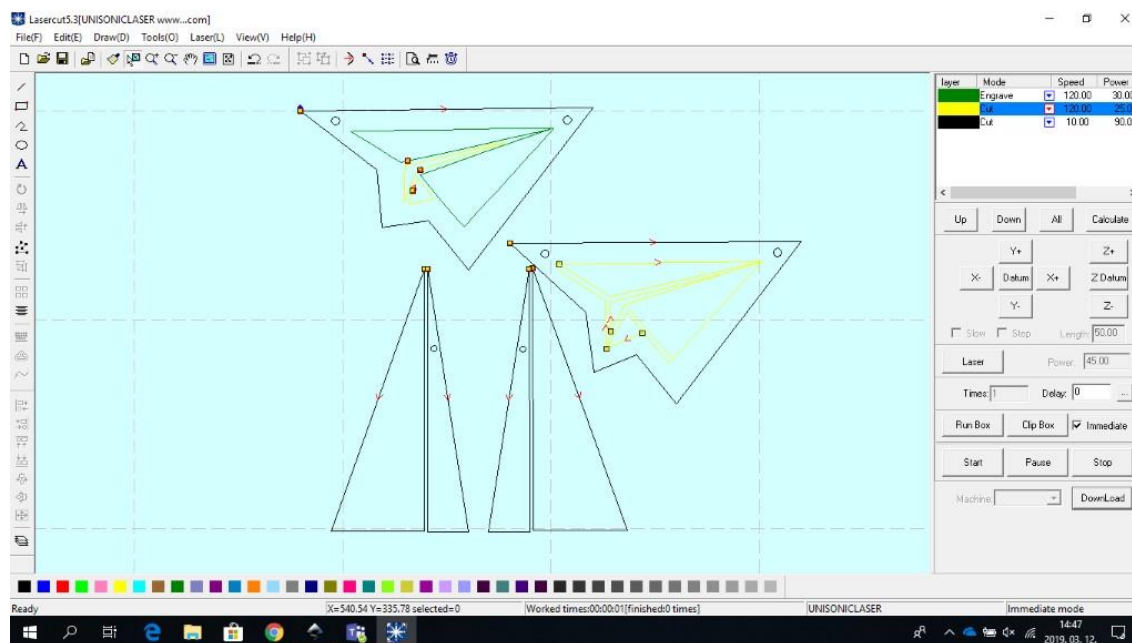 Lasercut5.3[UNISONICLASER www...com]
File(F) Edit(E) Draw(D) Tools(O) Laser(L) View(V) Help(H)
layer Mode Speed Power
Engrave 120.00 30.00
Cut 120.00 25.0
Cut 10.00 90.0
Up Down All Calculate
Y+ Z+
X- Datum X+ Z Datum
Y- Z-
Slow Step Length: 50.00
Laser Power: 45.00
Times: 1 Delay: 0 ...
Run Box Clip Box Immediate
Start Pause Stop
Machine: DownLoad
Ready X=540.54 Y=335.78 selected=0 Worked times:00:00:01[finished:0 times] UNISONICLASER Immediate mode
14:47
2019. 03. 12.